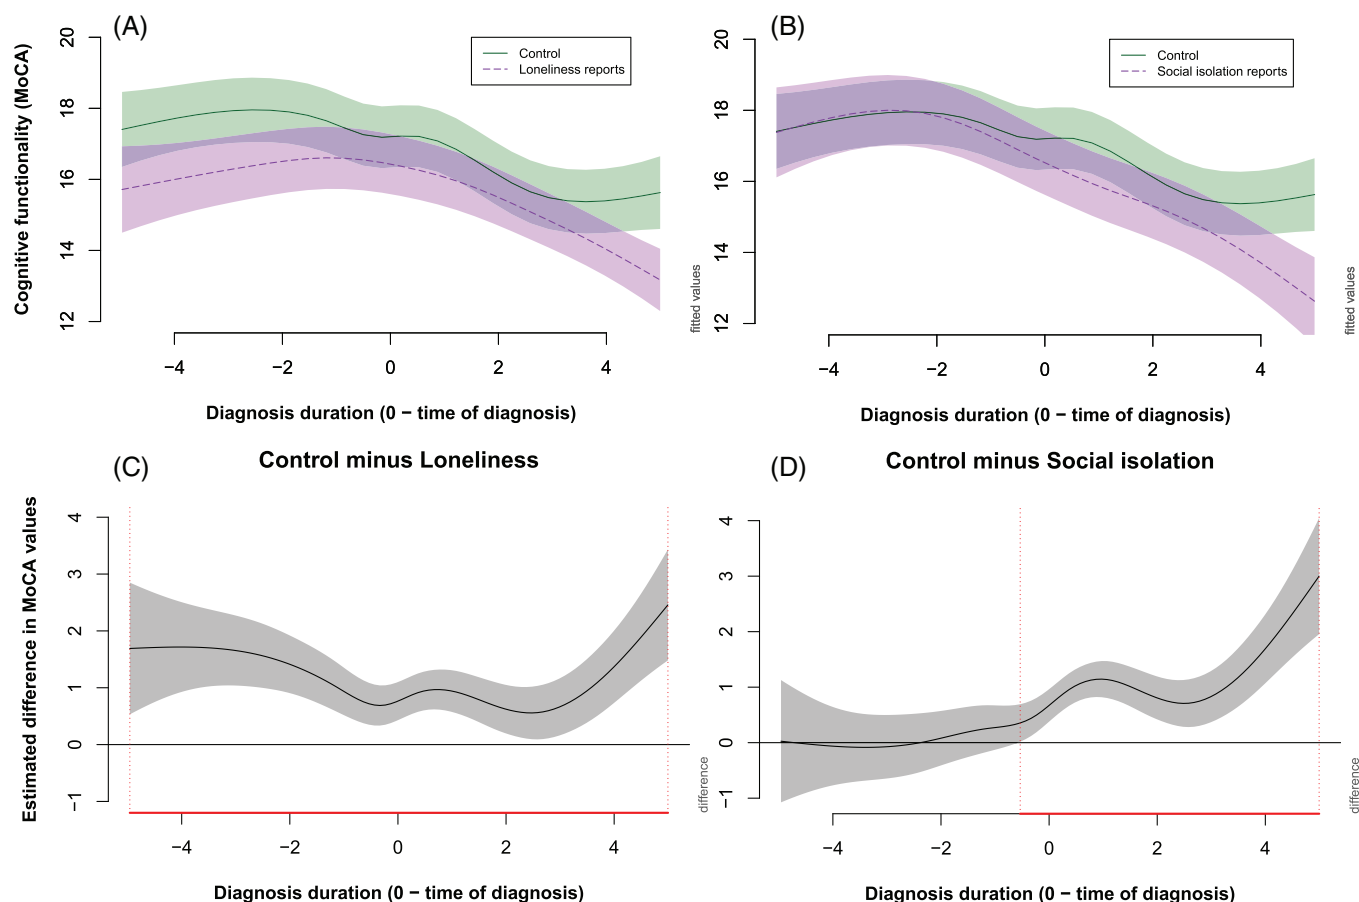 (A)
Cognitive functionality (MoCA)
20
18
16
14
12
Control
Loneliness reports
fitted values
−4 −2 0 2 4
Diagnosis duration (0 − time of diagnosis)
(B)
20
18
16
14
12
Control
Social isolation reports
fitted values
−4 −2 0 2 4
Diagnosis duration (0 − time of diagnosis)
(C)
Control minus Loneliness
Estimated difference in MoCA values
4
3
2
1
0
−1
difference
−4 −2 0 2 4
Diagnosis duration (0 − time of diagnosis)
(D)
Control minus Social isolation
4
3
2
1
0
−1
difference
−4 −2 0 2 4
Diagnosis duration (0 − time of diagnosis)